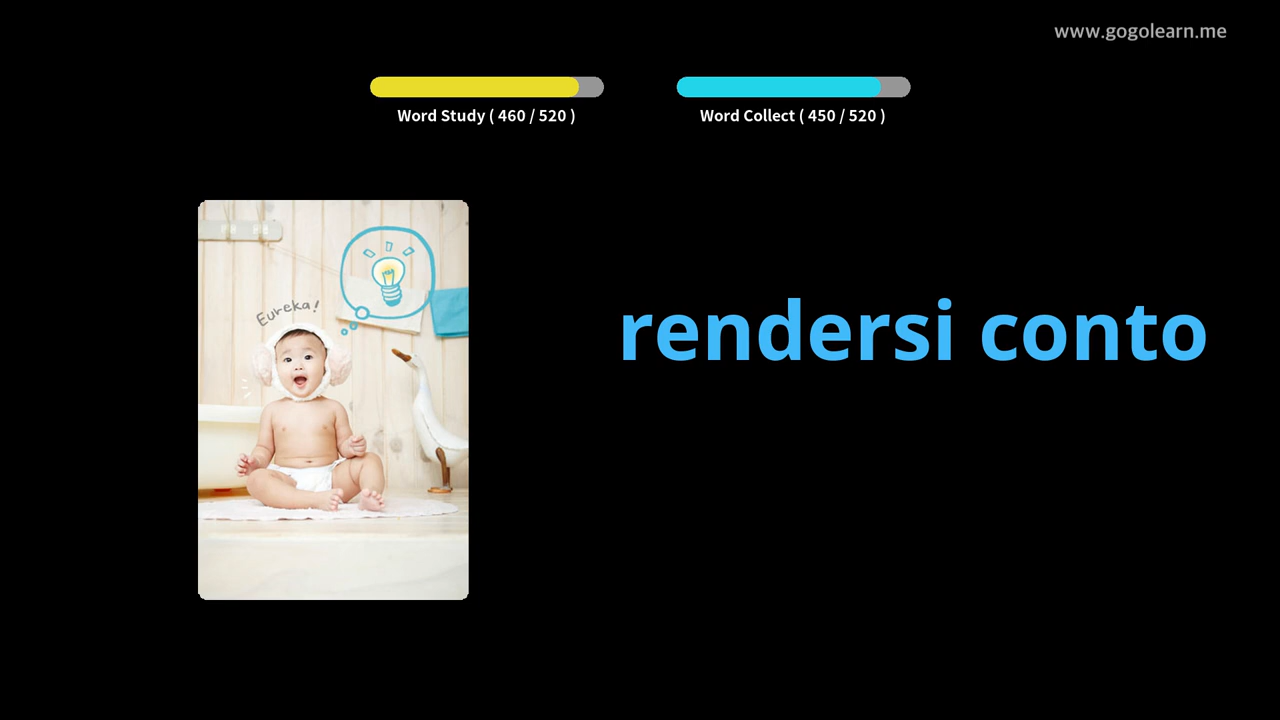 www.gogolearn.me
Word Study ( 460 / 520 )
Word Collect ( 450 / 520 )
Eureka!
rendersi conto